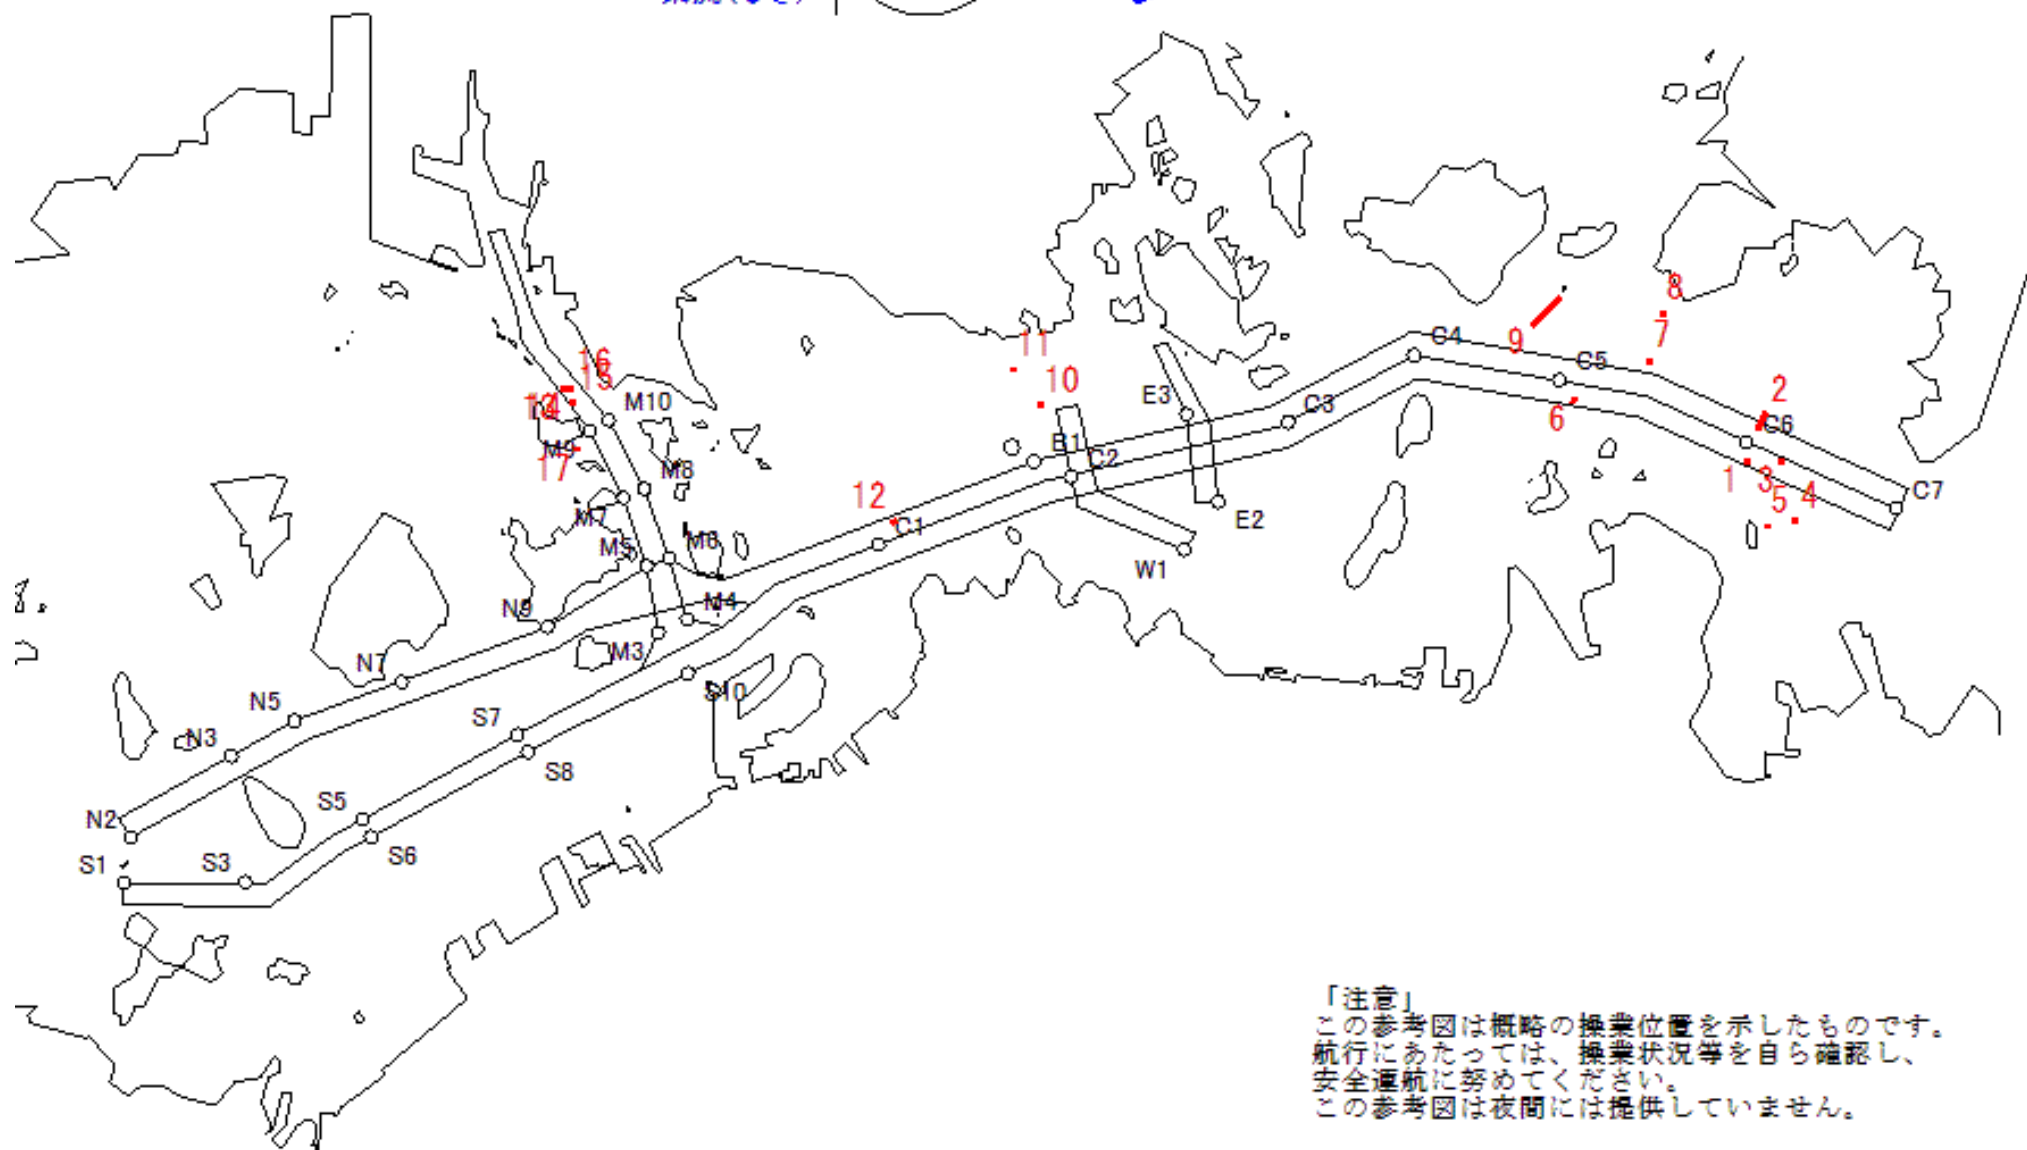 8
11
9
C4
7
16
15
C5
10
2
13
14
M10
E3
6
C3
C6
B1
M9
17
M8
C2
1
3
C7
12
5
4
M7
C1
E2
M5
M6
W1
N9
M4
M3
N7
S10
N5
S7
N3
S8
S5
N2
S6
S1
S3
「注意」
この参考図は概略の操業位置を示したものです。
航行にあたっては、操業状況等を自ら確認し、
安全運航に努めてください。
この参考図は夜間には提供していません。